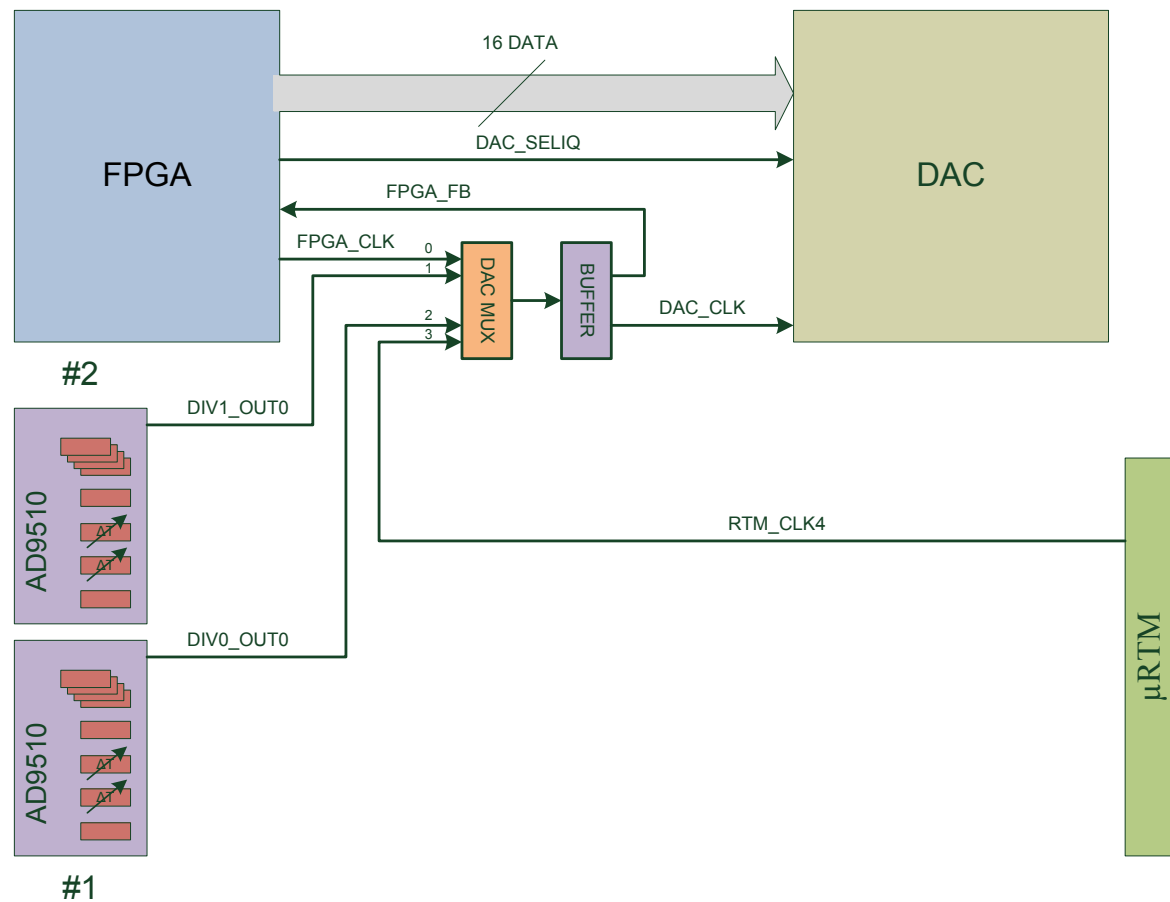 16 DATA
FPGA
DAC_SELIQ
DAC
FPGA_FB
FPGA_CLK
0
1
2
3
DAC MUX
BUFFER
DAC_CLK
#2
DIV1_OUT0
AD9510
ΔT
ΔT
RTM_CLK4
DIV0_OUT0
AD9510
ΔT
ΔT
μRTM
#1